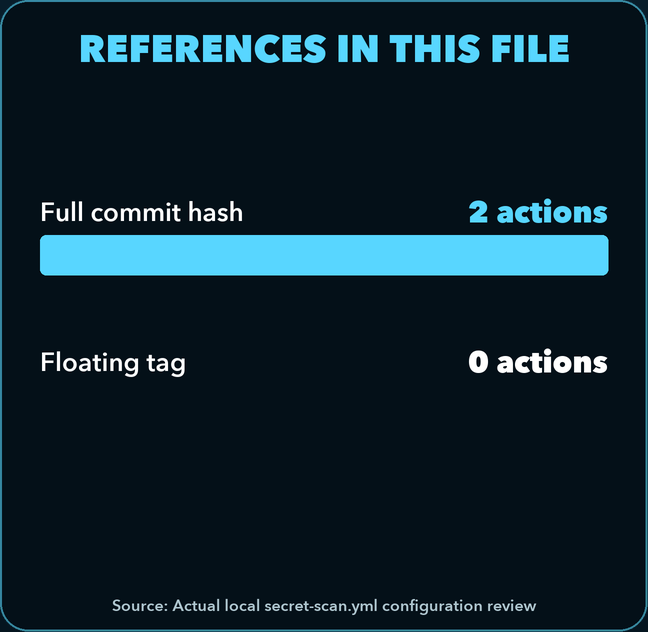 REFERENCES IN THIS FILE
Full commit hash 2 actions
Floating tag 0 actions
Source: Actual local secret-scan.yml configuration review